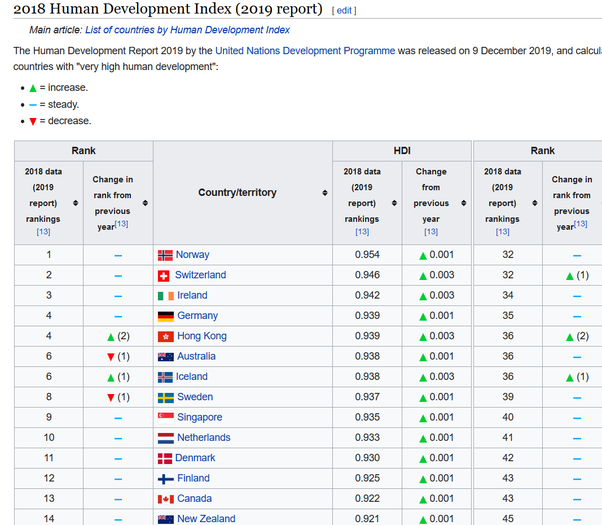 2018 Human Development Index (2019 report) [ edit ]
Main article: List of countries by Human Development Index
The Human Development Report 2019 by the United Nations Development Programme was released on 9 December 2019, and
countries with "very high human development":
• ▲ = increase.
• — = steady.
• ▼ = decrease.
Rank HDI Rank
2018 data (2019 report) rankings [13] Change in rank from previous year[13] Country/territory 2018 data (2019 report) rankings [13] Change from previous year [13] 2018 data (2019 report) rankings [13] Change in rank from previous year[13]
1 — Norway 0.954 ▲ 0.001 32 —
2 — Switzerland 0.946 ▲ 0.003 32 ▲ (1)
3 — Ireland 0.942 ▲ 0.003 34 —
4 — Germany 0.939 ▲ 0.001 35 —
4 ▲ (2) Hong Kong 0.939 ▲ 0.003 36 ▲ (2)
6 ▼ (1) Australia 0.938 ▲ 0.001 36 —
6 ▲ (1) Iceland 0.938 ▲ 0.003 36 ▲ (1)
8 ▼ (1) Sweden 0.937 ▲ 0.001 39 —
9 — Singapore 0.935 ▲ 0.001 40 —
10 — Netherlands 0.933 ▲ 0.001 41 —
11 — Denmark 0.930 ▲ 0.001 42 —
12 — Finland 0.925 ▲ 0.001 43 —
13 — Canada 0.922 ▲ 0.001 43 —
14 — New Zealand 0.921 ▲ 0.001 45 —